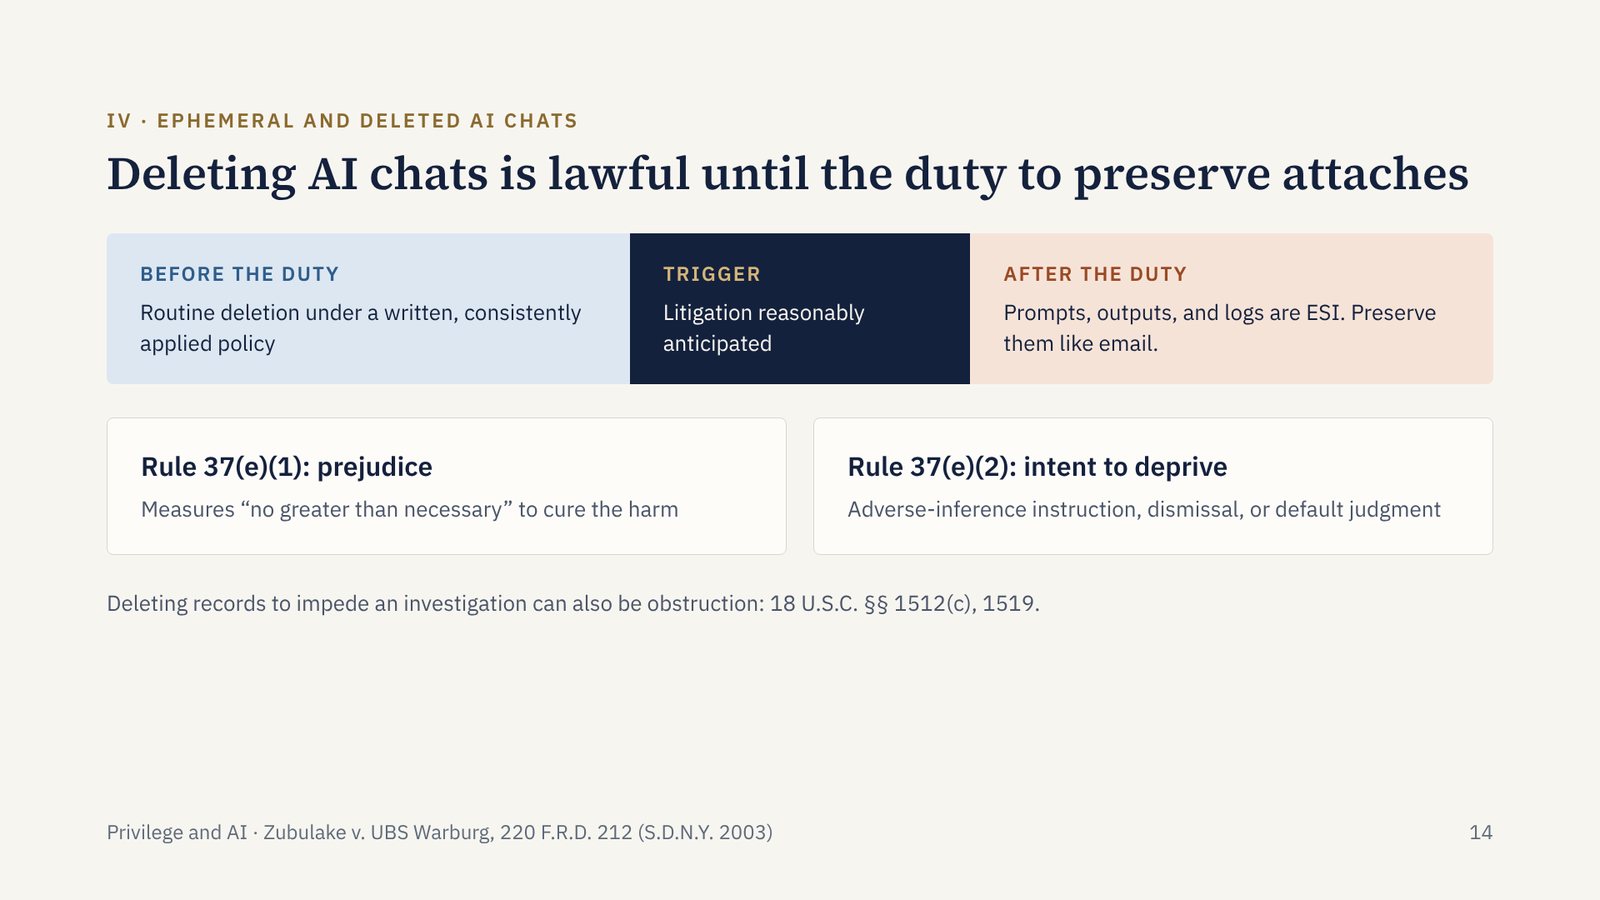 IV · EPHEMERAL AND DELETED AI CHATS
Deleting AI chats is lawful until the duty to preserve attaches
BEFORE THE DUTY
Routine deletion under a written, consistently
applied policy
TRIGGER
Litigation reasonably
anticipated
AFTER THE DUTY
Prompts, outputs, and logs are ESI. Preserve
them like email.
Rule 37(e)(1): prejudice
Measures “no greater than necessary” to cure the harm
Rule 37(e)(2): intent to deprive
Adverse-inference instruction, dismissal, or default judgment
Deleting records to impede an investigation can also be obstruction: 18 U.S.C. §§ 1512(c), 1519.
Privilege and AI · Zubulake v. UBS Warburg, 220 F.R.D. 212 (S.D.N.Y. 2003)
14